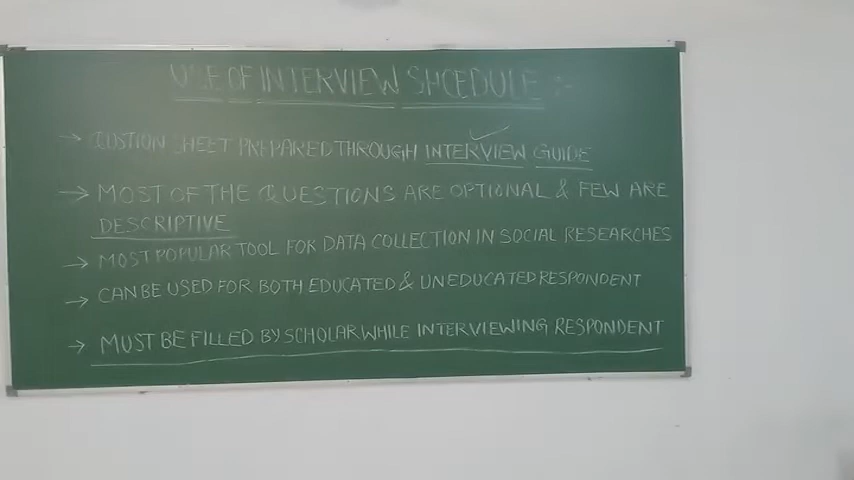 USE OF INTERVIEW SHCEDULE :-
→ QUSTION SHEET PREPARED THROUGH INTERVIEW GUIDE
→ MOST OF THE QUESTIONS ARE OPTIONAL & FEW ARE
DESCRIPTIVE
→ MOST POPULAR TOOL FOR DATA COLLECTION IN SOCIAL RESEARCHES
→ CAN BE USED FOR BOTH EDUCATED & UNEDUCATED RESPONDENT
→ MUST BE FILLED BY SCHOLAR WHILE INTERVIEWING RESPONDENT